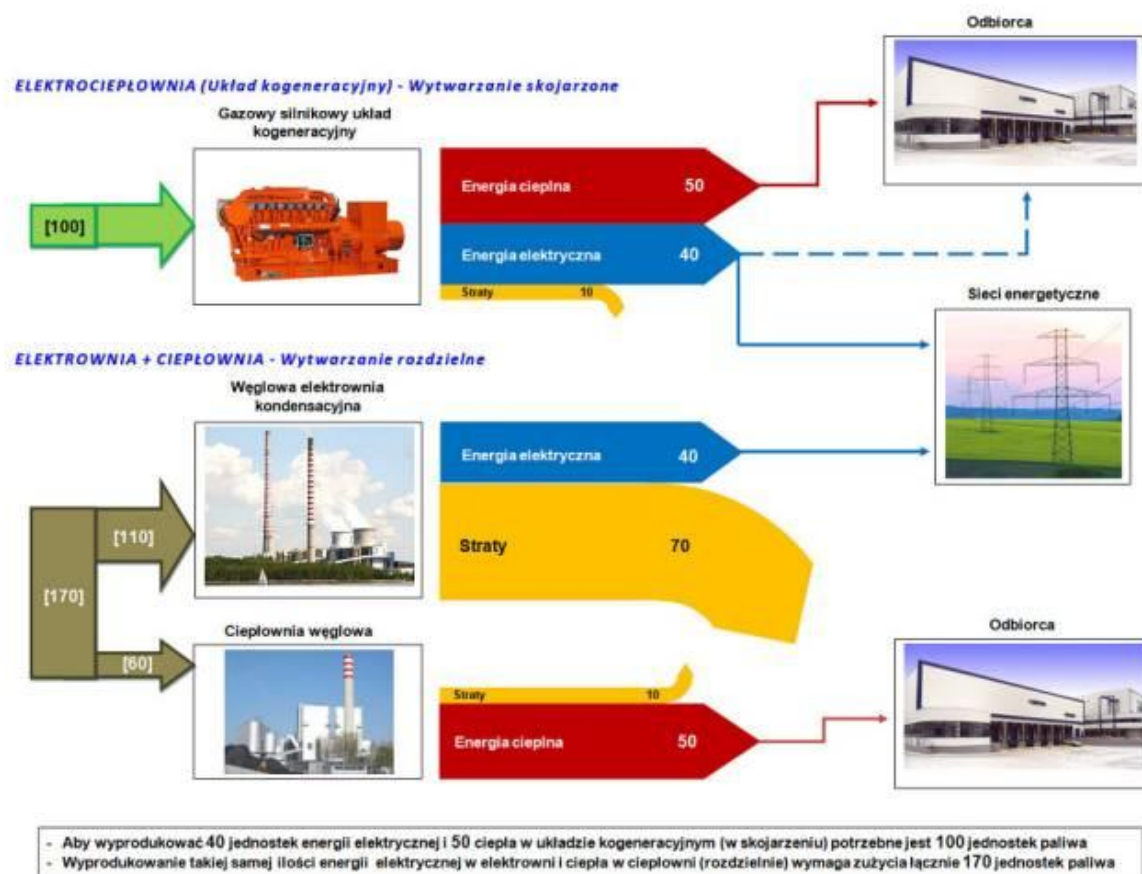 Odbiorca
ELEKTROCIEPŁOWNIA (Układ kogeneracyjny) - Wytwarzanie skojarzone
Gazowy silnikowy układ
kogeneracyjny
[100]
Energia cieplna 50
Energia elektryczna 40
Straty 10
Sieci energetyczne
ELEKTROWNIA + CIEPŁOWNIA - Wytwarzanie rozdzielne
Węglowa elektrownia
kondensacyjna
Energia elektryczna 40
[110]
Straty 70
[170]
Ciepłownia węglowa
Odbiorca
[60]
Straty 10
Energia cieplna 50
- Aby wyprodukować 40 jednostek energii elektrycznej i 50 ciepła w układzie kogeneracyjnym (w skojarzeniu) potrzebne jest 100 jednostek paliwa
- Wyprodukowanie takiej samej ilości energii elektrycznej w elektrowni i ciepła w ciepłowni (rozdzielnie) wymaga zużycia łącznie 170 jednostek paliwa